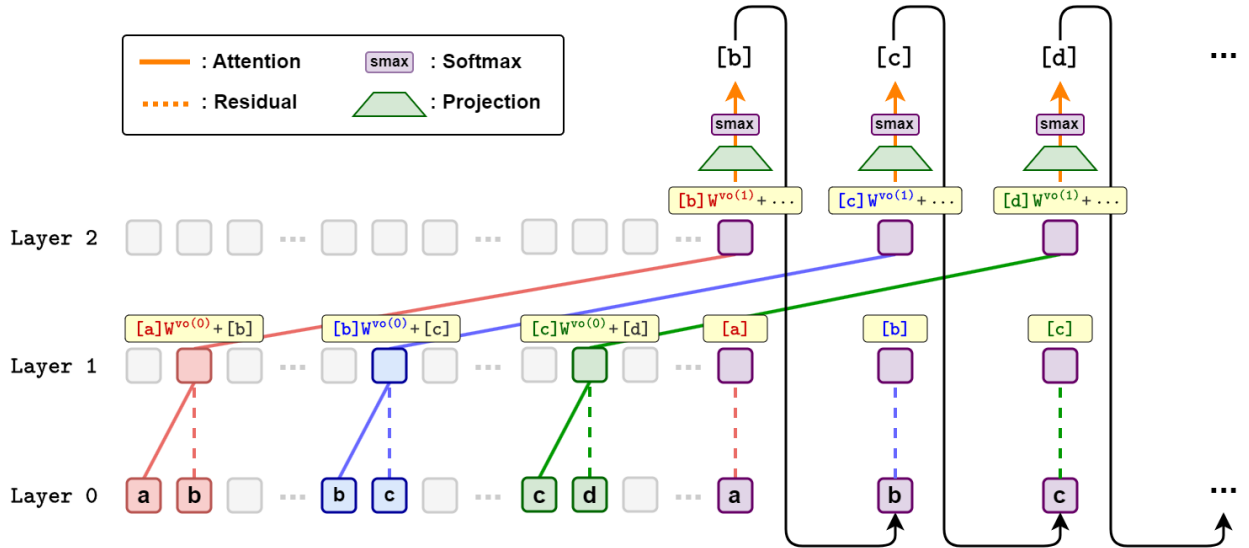 : Attention
smax : Softmax
: Residual
: Projection
[b] [c] [d] ...
smax smax smax
[b]W^vo(1)+... [c]W^vo(1)+... [d]W^vo(1)+...
Layer 2 ... ... ... ...
[a]W^vo(0)+[b] [b]W^vo(0)+[c] [c]W^vo(0)+[d] [a] [b] [c]
Layer 1 ... ... ...
Layer 0 a b ... b c ... c d ... a b c ...